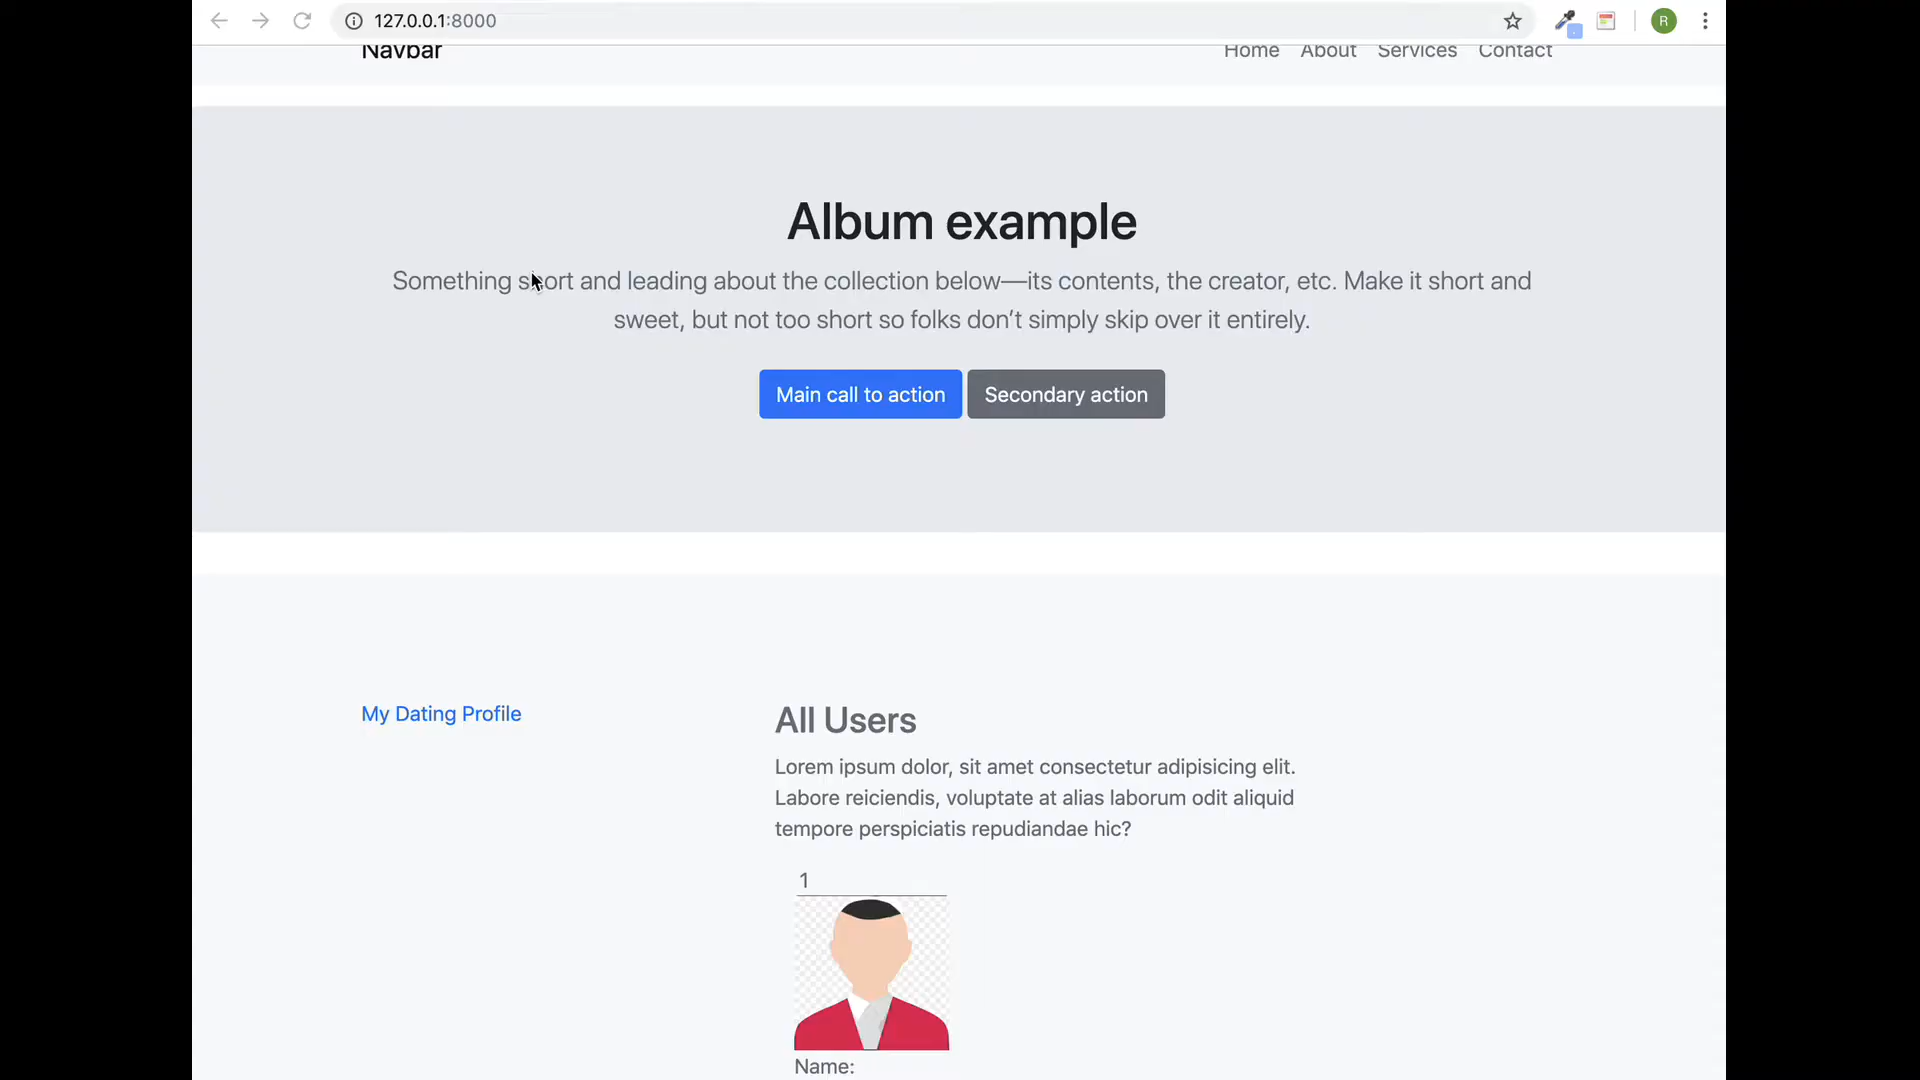 127.0.0.1:8000
R
Navbar
Home About Services Contact
Album example
Something short and leading about the collection below—its contents, the creator, etc. Make it short and
sweet, but not too short so folks don’t simply skip over it entirely.
Main call to action Secondary action
My Dating Profile
All Users
Lorem ipsum dolor, sit amet consectetur adipisicing elit.
Labore reiciendis, voluptate at alias laborum odit aliquid
tempore perspiciatis repudiandae hic?
1
Name: